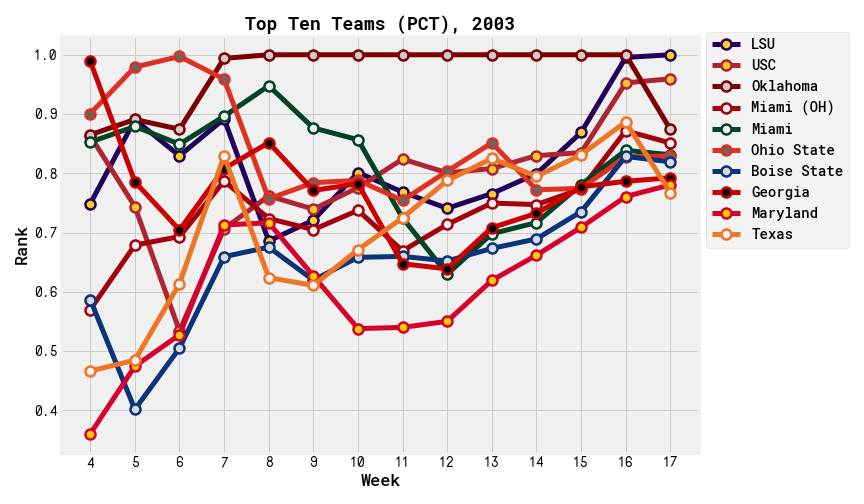 Top Ten Teams (PCT), 2003
1.0
0.9
0.8
0.7
0.6
0.5
0.4
Rank
4 5 6 7 8 9 10 11 12 13 14 15 16 17
Week
LSU
USC
Oklahoma
Miami (OH)
Miami
Ohio State
Boise State
Georgia
Maryland
Texas